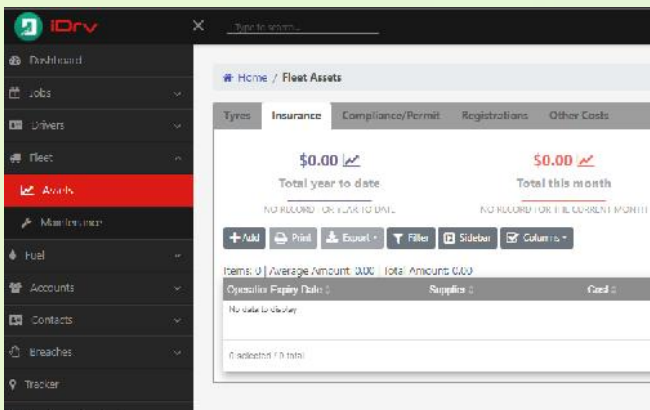 iDrv
Type to search...
Dashboard
Jobs
Drivers
Fleet
Assets
Maintenance
Fuel
Accounts
Contacts
Breaches
Tracker
Home / Fleet Assets
Tyres Insurance Compliance/Permit Registrations Other Costs
$0.00 $0.00
Total year to date Total this month
NO RECORD FOR YEAR TO DATE NO RECORD FOR THE CURRENT MONTH
Add Print Export Filter Sidebar Columns
Items: 0 | Average Amount: 0.00 | Total Amount: 0.00
Operation Expiry Date Supplier Cost
No data to display
0 selected / 0 total